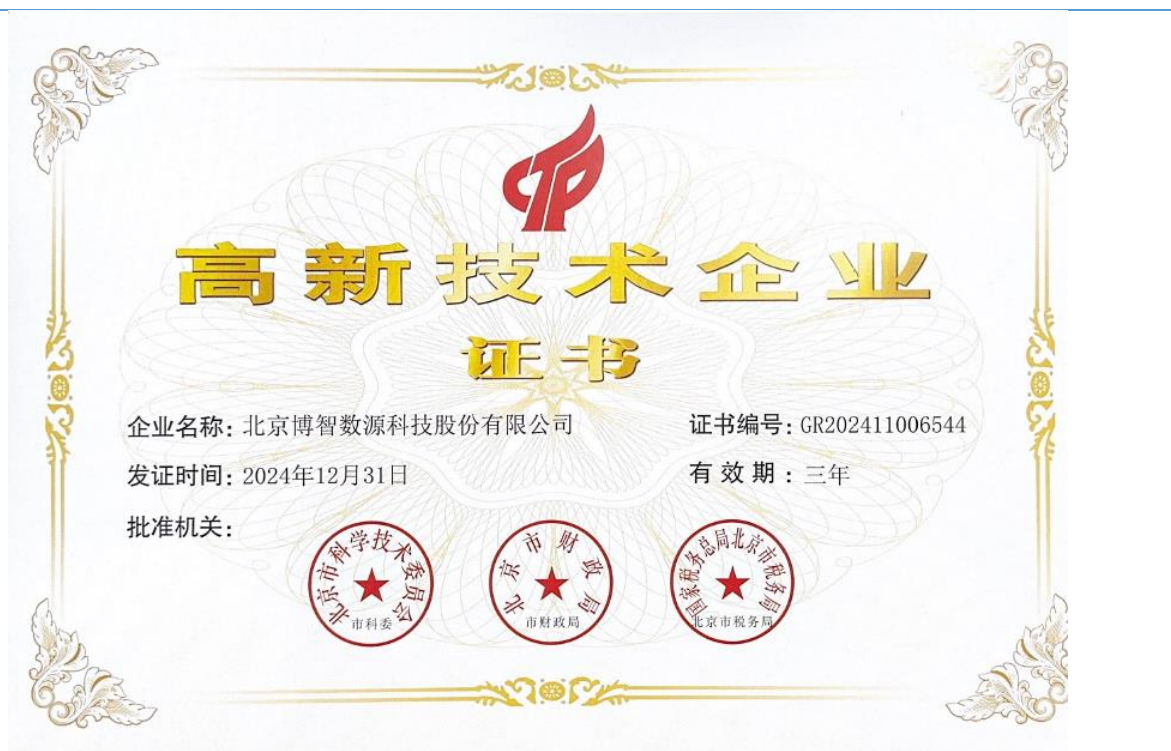 高新技术企业
证书
企业名称：北京博智数源科技股份有限公司
证书编号：GR202411006544
发证时间：2024年12月31日
有效期：三年
批准机关：
北京市科学技术委员会
市科委
北京市财政局
市财政局
国家税务总局北京市税务局
北京市税务局